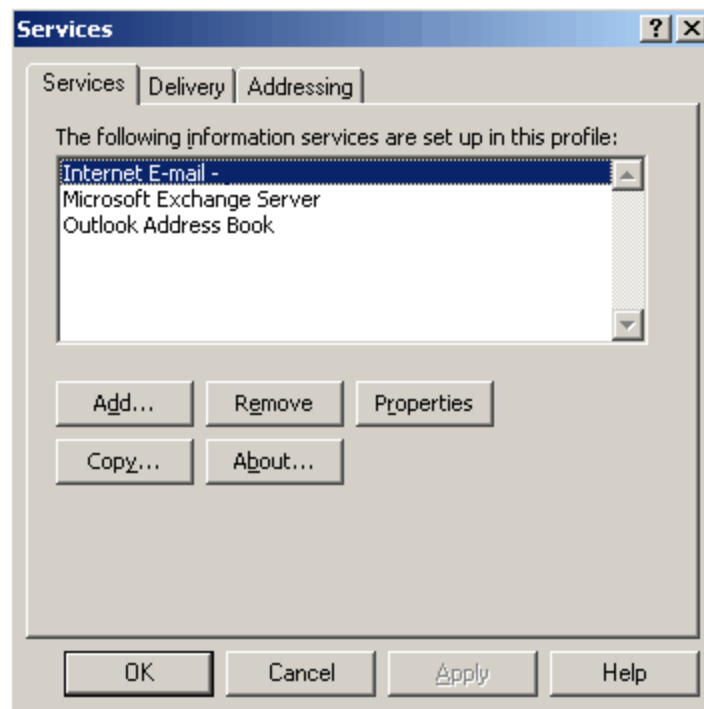 Services
Services Delivery Addressing
The following information services are set up in this profile:
Internet E-mail -
Microsoft Exchange Server
Outlook Address Book
Add... Remove Properties
Copy... About...
OK Cancel Apply Help